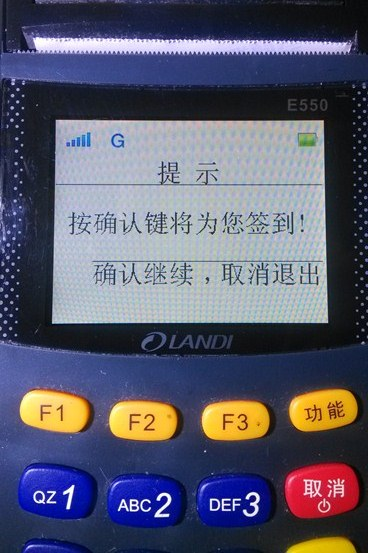 E550
G
提 示
按确认键将为您签到!
确认继续，取消退出
LANDI
F1 F2 F3 功能
QZ 1 ABC 2 DEF 3 取消